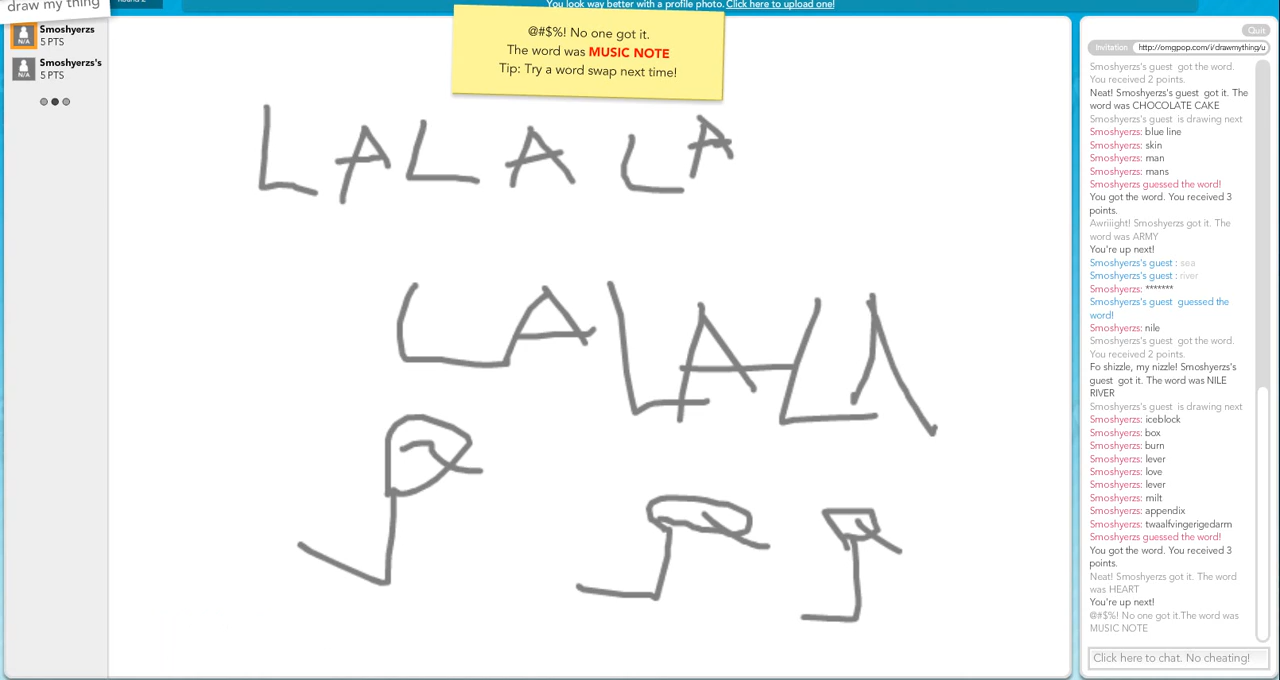 draw my thing
You look way better with a profile photo. Click here to upload one!
Smoshyerzs
N/A
5 PTS
Smoshyerzs's
N/A
5 PTS
@#$%! No one got it.
The word was MUSIC NOTE
Tip: Try a word swap next time!
LALALA
LALALA
Quit
Invitation http://omgpop.com/i/drawmything/u
Smoshyerzs's guest got the word.
You received 2 points.
Neat! Smoshyerzs's guest got it. The
word was CHOCOLATE CAKE
Smoshyerzs's guest is drawing next
Smoshyerzs: blue line
Smoshyerzs: skin
Smoshyerzs: man
Smoshyerzs: mans
Smoshyerzs guessed the word!
You got the word. You received 3
points.
Awriiight! Smoshyerzs got it. The
word was ARMY
You're up next!
Smoshyerzs's guest : sea
Smoshyerzs's guest : river
Smoshyerzs: *******
Smoshyerzs's guest guessed the
word!
Smoshyerzs: nile
Smoshyerzs's guest got the word.
You received 2 points.
Fo shizzle, my nizzle! Smoshyerzs's
guest got it. The word was NILE
RIVER
Smoshyerzs's guest is drawing next
Smoshyerzs: iceblock
Smoshyerzs: box
Smoshyerzs: burn
Smoshyerzs: lever
Smoshyerzs: love
Smoshyerzs: lever
Smoshyerzs: milt
Smoshyerzs: appendix
Smoshyerzs: twaalfvingerigedarm
Smoshyerzs guessed the word!
You got the word. You received 3
points.
Neat! Smoshyerzs got it. The word
was HEART
You're up next!
@#$%! No one got it.The word was
MUSIC NOTE
Click here to chat. No cheating!